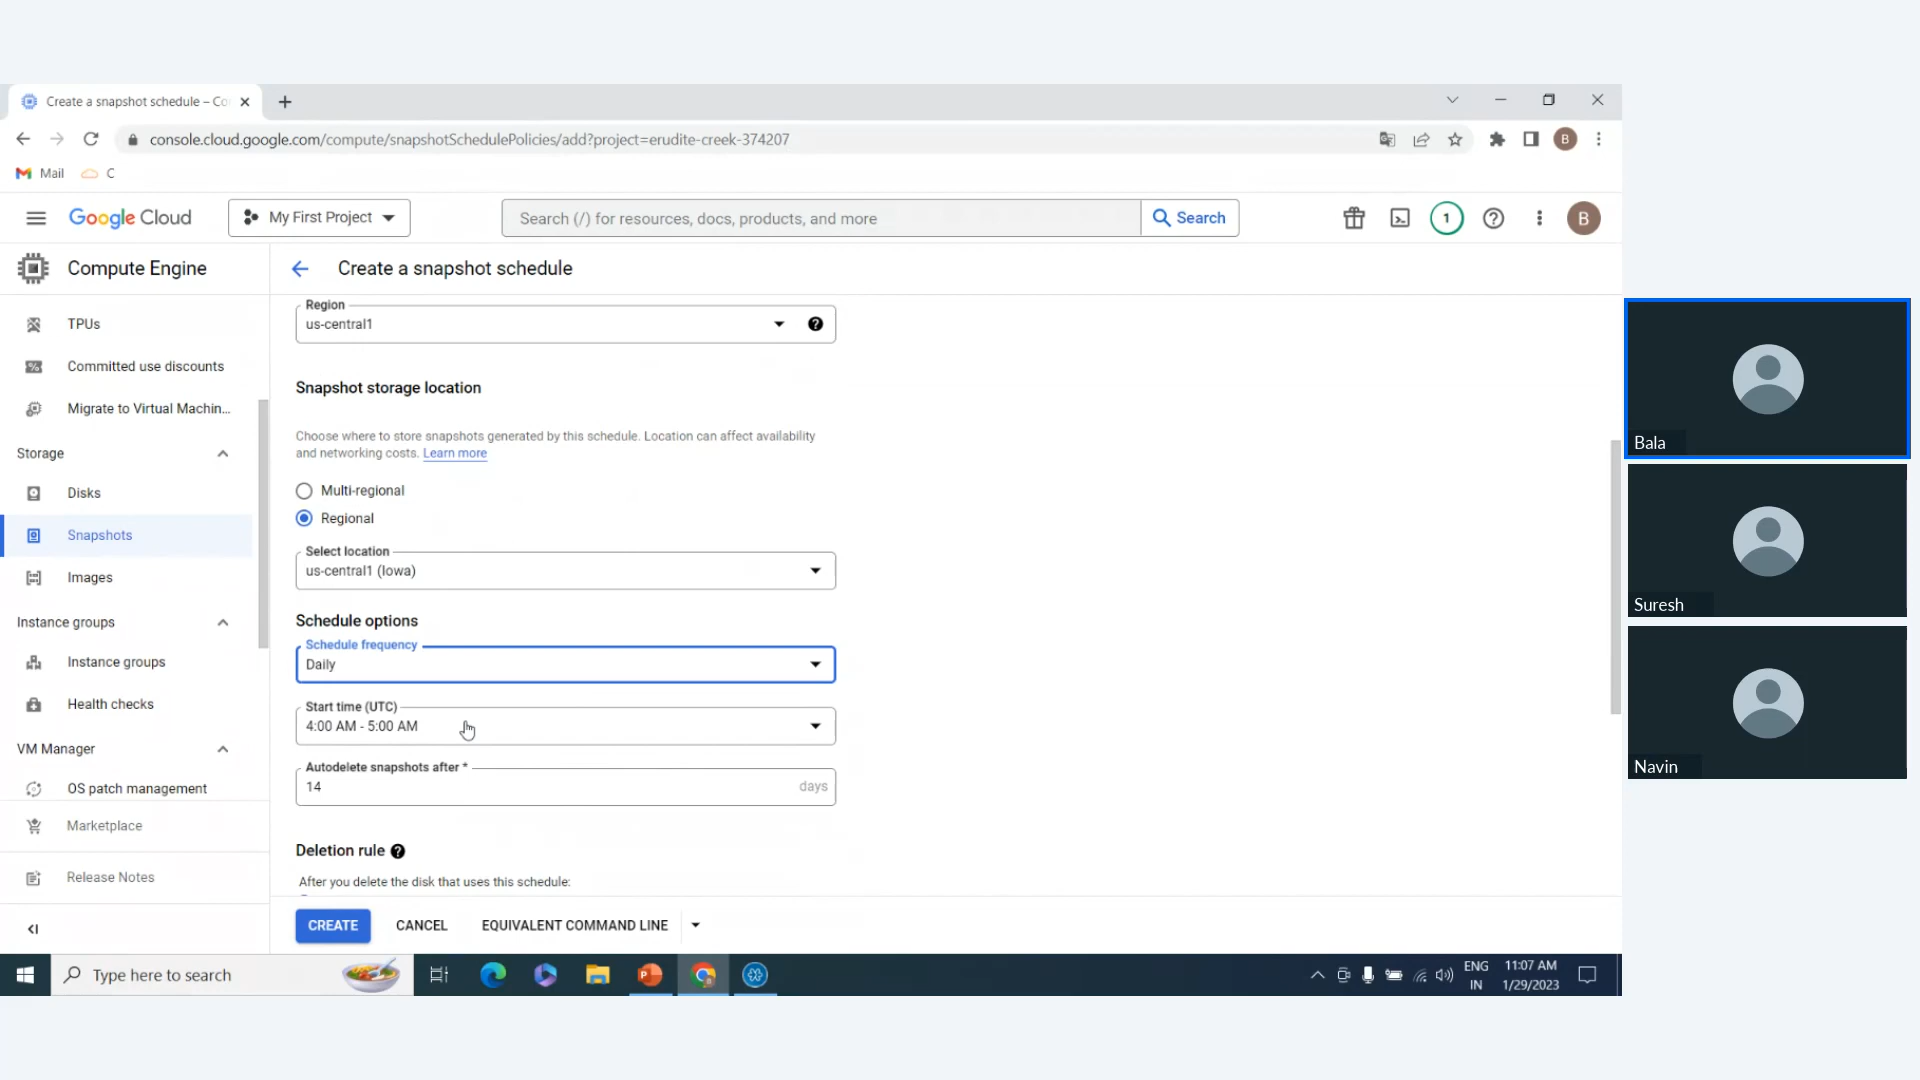 Create a snapshot schedule – Co
console.cloud.google.com/compute/snapshotSchedulePolicies/add?project=erudite-creek-374207
B
Mail
C
Google Cloud
My First Project
Search (/) for resources, docs, products, and more
Search
1
B
Compute Engine
Create a snapshot schedule
TPUs
Committed use discounts
Migrate to Virtual Machin...
Storage
Disks
Snapshots
Images
Instance groups
Instance groups
Health checks
VM Manager
OS patch management
Marketplace
Release Notes
Region
us-central1
Snapshot storage location
Choose where to store snapshots generated by this schedule. Location can affect availability
and networking costs. Learn more
Multi-regional
Regional
Select location
us-central1 (Iowa)
Schedule options
Schedule frequency
Daily
Start time (UTC)
4:00 AM - 5:00 AM
Autodelete snapshots after *
14
days
Deletion rule
After you delete the disk that uses this schedule:
CREATE
CANCEL
EQUIVALENT COMMAND LINE
Bala
Suresh
Navin
Type here to search
ENG
IN
11:07 AM
1/29/2023